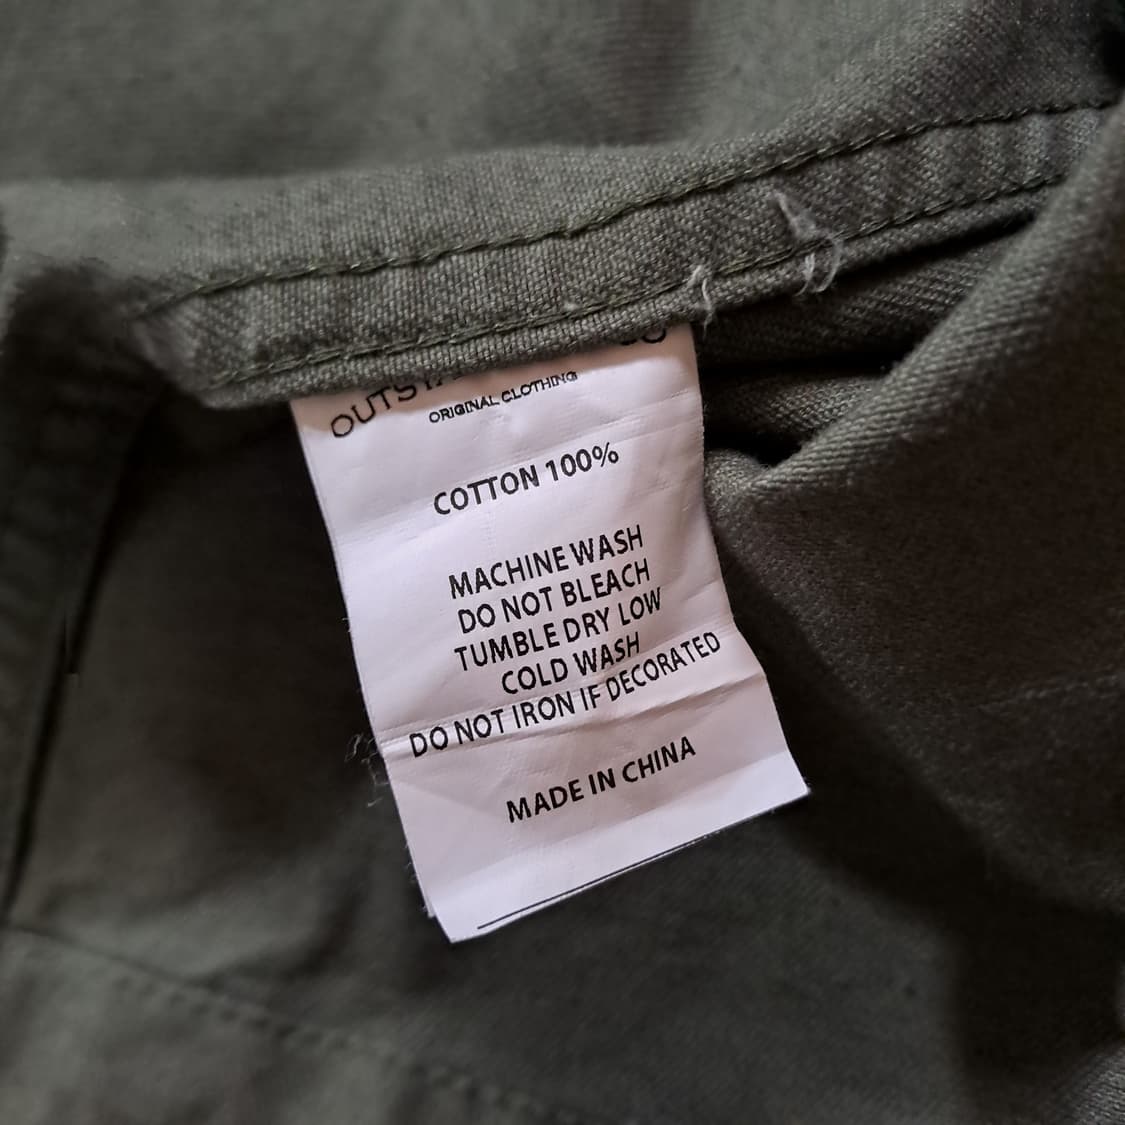 ORIGINAL CLOTHING
COTTON 100%
MACHINE WASH
DO NOT BLEACH
TUMBLE DRY LOW
COLD WASH
DO NOT IRON IF DECORATED
MADE IN CHINA